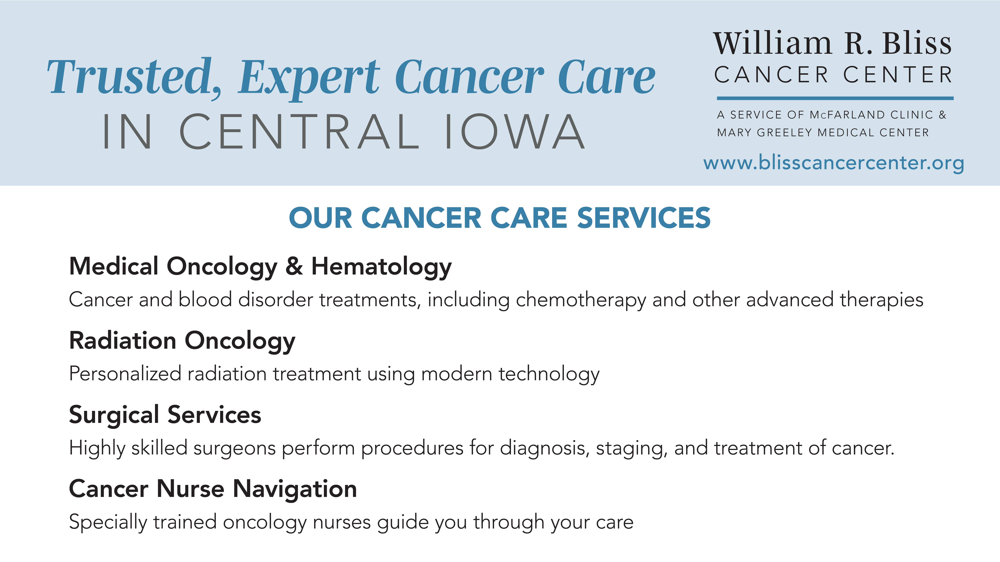 Trusted, Expert Cancer Care
IN CENTRAL IOWA
William R. Bliss
CANCER CENTER
A SERVICE OF McFARLAND CLINIC &
MARY GREELEY MEDICAL CENTER
www.blisscancercenter.org
OUR CANCER CARE SERVICES
Medical Oncology & Hematology
Cancer and blood disorder treatments, including chemotherapy and other advanced therapies
Radiation Oncology
Personalized radiation treatment using modern technology
Surgical Services
Highly skilled surgeons perform procedures for diagnosis, staging, and treatment of cancer.
Cancer Nurse Navigation
Specially trained oncology nurses guide you through your care